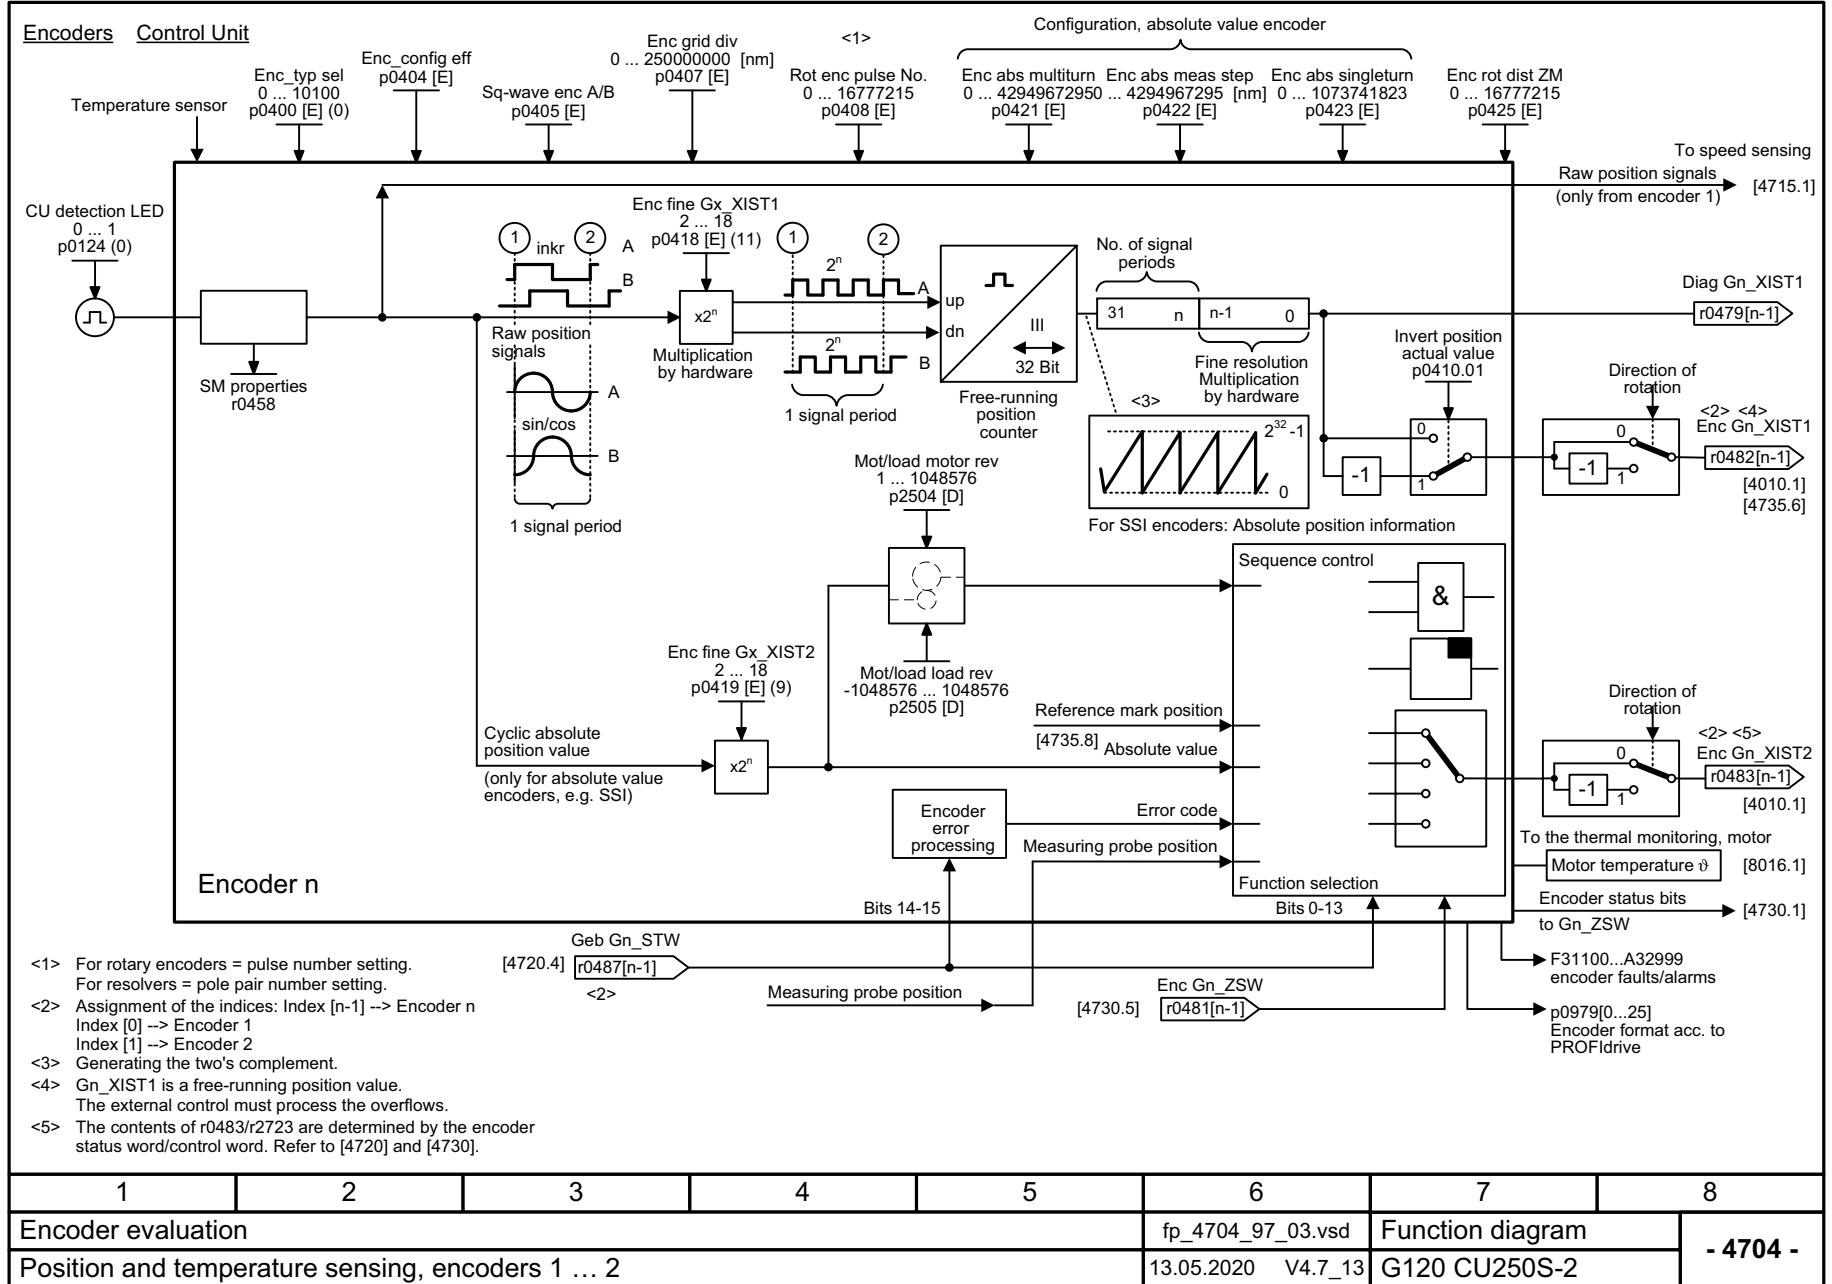 Encoders Control Unit
Temperature sensor
Enc_typ sel
0 ... 10100
p0400 [E] (0)
Enc_config eff
p0404 [E]
Sq-wave enc A/B
p0405 [E]
Enc grid div
0 ... 250000000 [nm]
p0407 [E]
<1>
Rot enc pulse No.
0 ... 16777215
p0408 [E]
Configuration, absolute value encoder
Enc abs multiturn
0 ... 4294967295
p0421 [E]
Enc abs meas step
0 ... 4294967295 [nm]
p0422 [E]
Enc abs singleturn
0 ... 1073741823
p0423 [E]
Enc rot dist ZM
0 ... 16777215
p0425 [E]
To speed sensing
Raw position signals
(only from encoder 1)
[4715.1]
CU detection LED
0 ... 1
p0124 (0)
SM properties
r0458
1
inkr
2
A
B
Raw position
signals
A
sin/cos
B
1 signal period
Enc fine Gx_XIST1
2 ... 18
p0418 [E] (11)
x2ⁿ
Multiplication
by hardware
1
2
2ⁿ
A
2ⁿ
B
1 signal period
up
dn
III
32 Bit
Free-running
position
counter
No. of signal
periods
31 n n-1 0
Fine resolution
Multiplication
by hardware
<3>
2³²-1
0
For SSI encoders: Absolute position information
Diag Gn_XIST1
r0479[n-1]
Invert position
actual value
p0410.01
0
-1
1
Direction of
rotation
0
-1
1
<2> <4>
Enc Gn_XIST1
r0482[n-1]
[4010.1]
[4735.6]
Mot/load motor rev
1 ... 1048576
p2504 [D]
Mot/load load rev
-1048576 ... 1048576
p2505 [D]
Enc fine Gx_XIST2
2 ... 18
p0419 [E] (9)
x2ⁿ
Cyclic absolute
position value
(only for absolute value
encoders, e.g. SSI)
Sequence control
&
Reference mark position
[4735.8]
Absolute value
Encoder
error
processing
Error code
Measuring probe position
Function selection
Direction of
rotation
0
-1
1
<2> <5>
Enc Gn_XIST2
r0483[n-1]
[4010.1]
To the thermal monitoring, motor
Motor temperature ϑ
[8016.1]
Encoder status bits
to Gn_ZSW
[4730.1]
Encoder n
Bits 14-15
Bits 0-13
Geb Gn_STW
[4720.4]
r0487[n-1]
<2>
Measuring probe position
Enc Gn_ZSW
[4730.5]
r0481[n-1]
F31100...A32999
encoder faults/alarms
p0979[0...25]
Encoder format acc. to
PROFIdrive
<1> For rotary encoders = pulse number setting.
For resolvers = pole pair number setting.
<2> Assignment of the indices: Index [n-1] --> Encoder n
Index [0] --> Encoder 1
Index [1] --> Encoder 2
<3> Generating the two's complement.
<4> Gn_XIST1 is a free-running position value.
The external control must process the overflows.
<5> The contents of r0483/r2723 are determined by the encoder
status word/control word. Refer to [4720] and [4730].
1 2 3 4 5 6 7 8
Encoder evaluation
fp_4704_97_03.vsd
Function diagram
- 4704 -
Position and temperature sensing, encoders 1 … 2
13.05.2020 V4.7_13
G120 CU250S-2